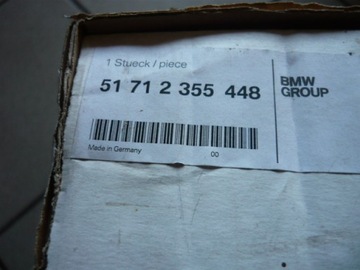 1 Stueck / piece
51 71 2 355 448
BMW
GROUP
Made in Germany
00